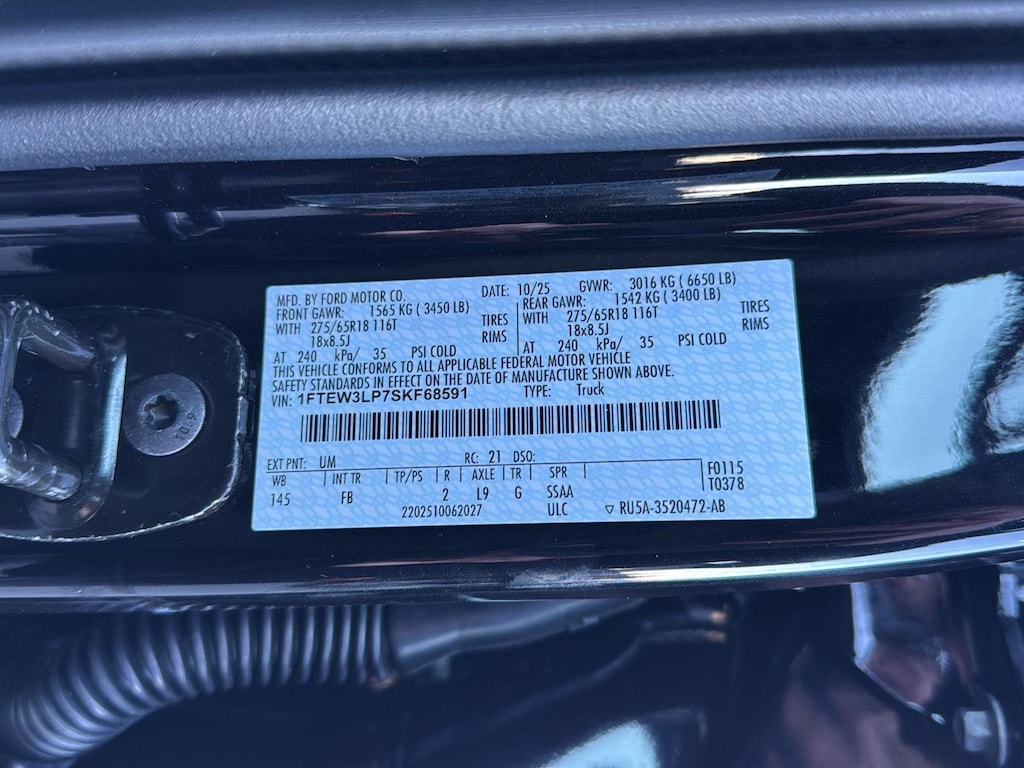 MFD. BY FORD MOTOR CO. DATE: 10/25 GVWR: 3016 KG ( 6650 LB)
FRONT GAWR: 1565 KG ( 3450 LB) REAR GAWR: 1542 KG ( 3400 LB)
WITH 275/65R18 116T TIRES WITH 275/65R18 116T TIRES
18x8.5J RIMS 18x8.5J RIMS
AT 240 kPa/ 35 PSI COLD AT 240 kPa/ 35 PSI COLD
THIS VEHICLE CONFORMS TO ALL APPLICABLE FEDERAL MOTOR VEHICLE
SAFETY STANDARDS IN EFFECT ON THE DATE OF MANUFACTURE SHOWN ABOVE.
VIN: 1FTEW3LP7SKF68591 TYPE: Truck
EXT PNT: UM RC: 21 DSO:
WB INT TR TP/PS R AXLE TR SPR F0115
145 FB 2 L9 G SSAA T0378
2202510062027 ULC ▽ RU5A-3520472-AB
10.9